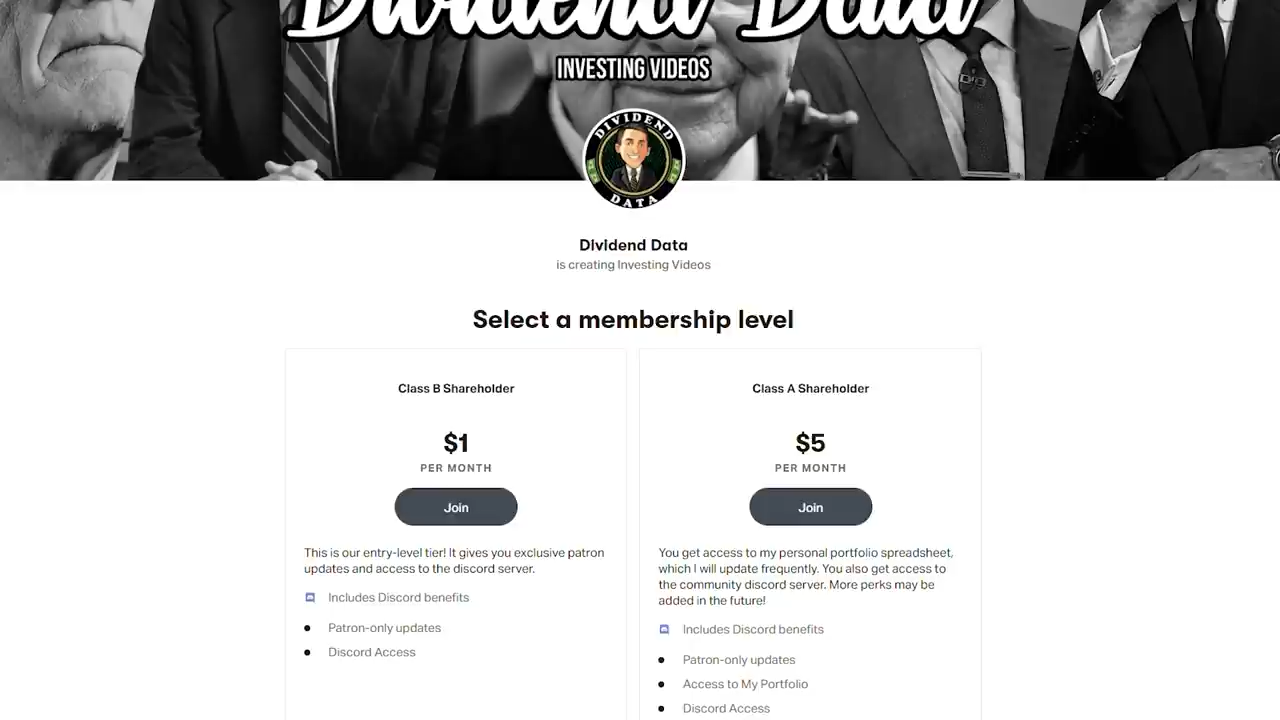 Dividend Data
INVESTING VIDEOS
DIVIDEND
DATA
Dividend Data
is creating Investing Videos
Select a membership level
Class B Shareholder
$1
PER MONTH
Join
This is our entry-level tier! It gives you exclusive patron
updates and access to the discord server.
Includes Discord benefits
Patron-only updates
Discord Access
Class A Shareholder
$5
PER MONTH
Join
You get access to my personal portfolio spreadsheet,
which I will update frequently. You also get access to
the community discord server. More perks may be
added in the future!
Includes Discord benefits
Patron-only updates
Access to My Portfolio
Discord Access